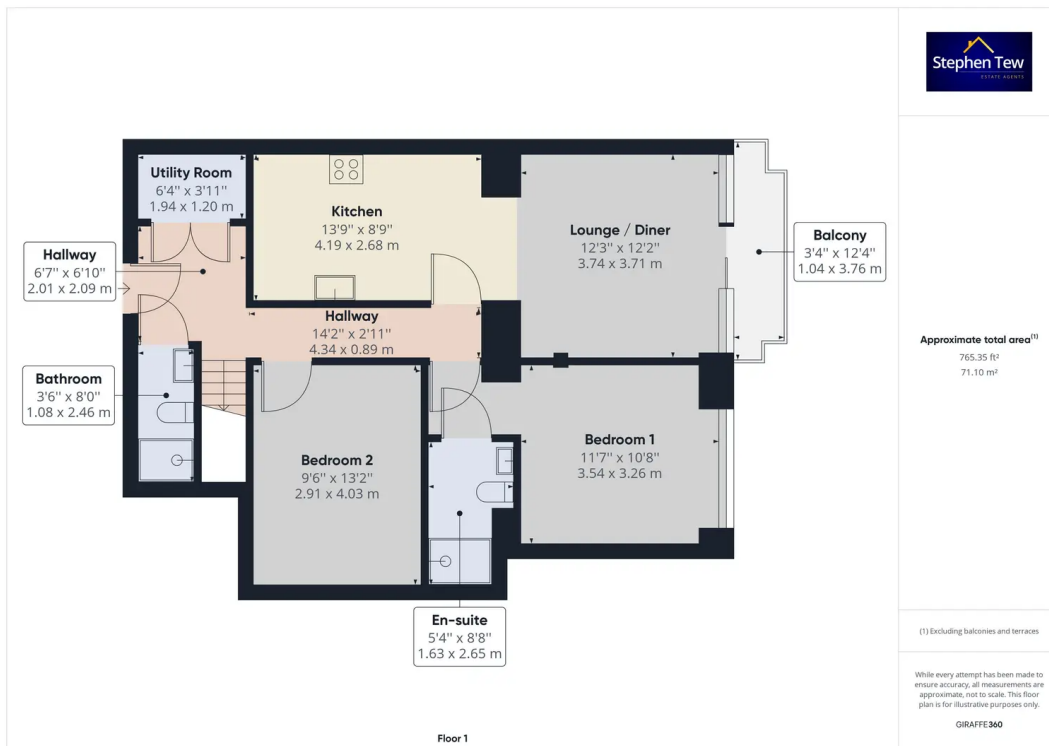 Stephen Tew
ESTATE AGENTS
Utility Room
6'4" x 3'11"
1.94 x 1.20 m
Kitchen
13'9" x 8'9"
4.19 x 2.68 m
Lounge / Diner
12'3" x 12'2"
3.74 x 3.71 m
Balcony
3'4" x 12'4"
1.04 x 3.76 m
Hallway
6'7" x 6'10"
2.01 x 2.09 m
Hallway
14'2" x 2'11"
4.34 x 0.89 m
Bathroom
3'6" x 8'0"
1.08 x 2.46 m
Bedroom 2
9'6" x 13'2"
2.91 x 4.03 m
Bedroom 1
11'7" x 10'8"
3.54 x 3.26 m
En-suite
5'4" x 8'8"
1.63 x 2.65 m
Floor 1
Approximate total area(1)
765.35 ft²
71.10 m²
(1) Excluding balconies and terraces
While every attempt has been made to
ensure accuracy, all measurements are
approximate, not to scale. This floor
plan is for illustrative purposes only.
GIRAFFE360